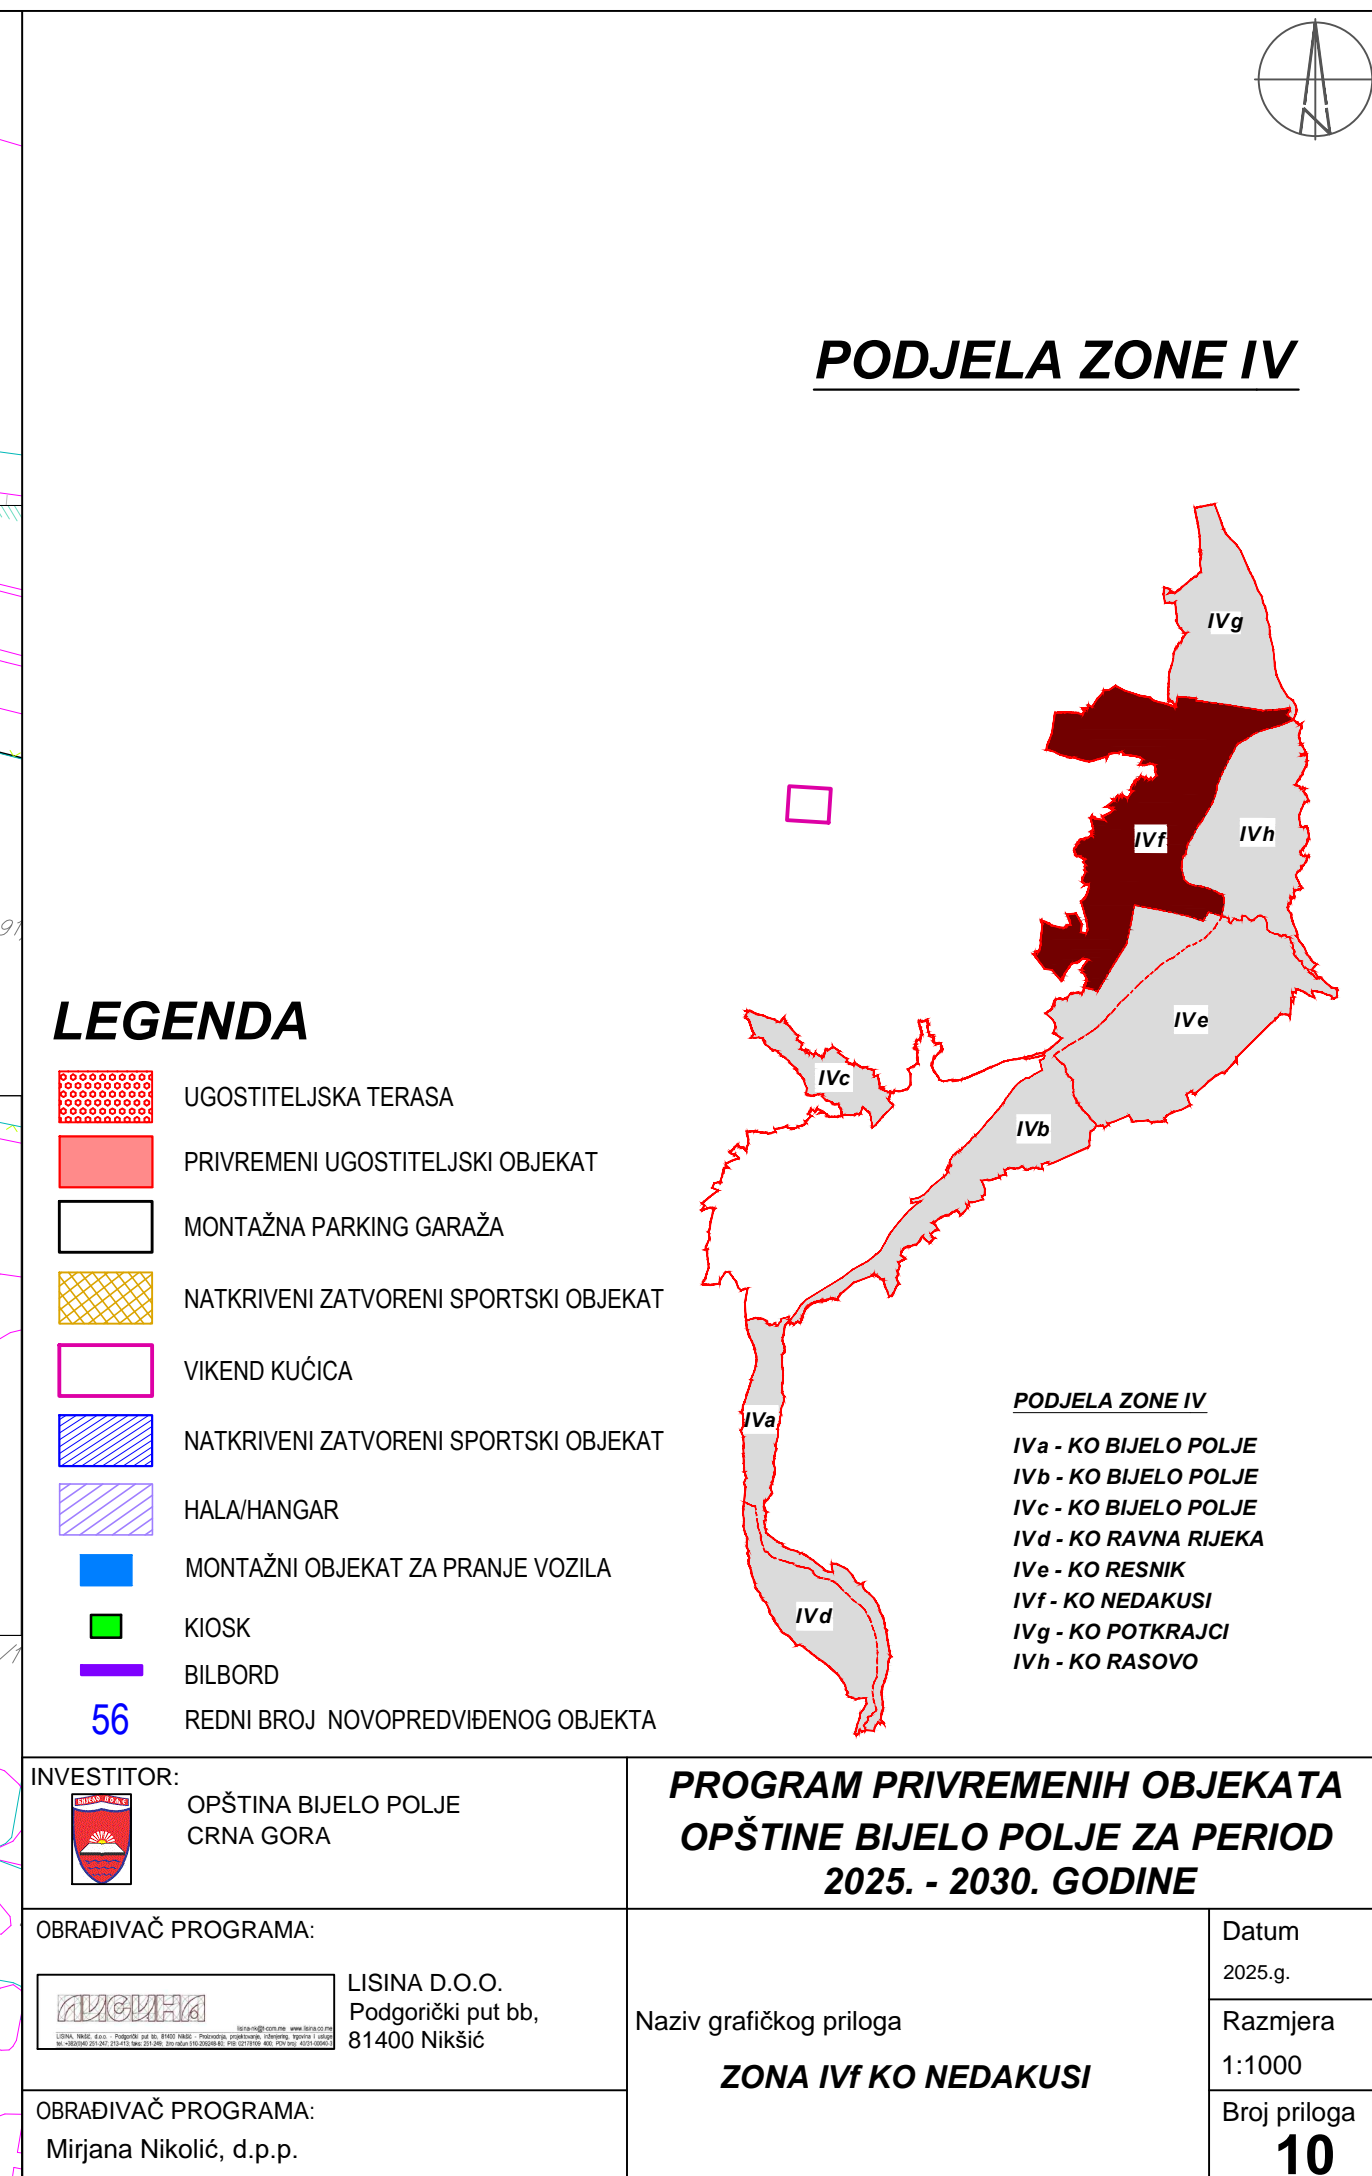 N
PODJELA ZONE IV
IVg
IVf
IVh
IVe
IVc
IVb
IVa
IVd
91,
LEGENDA
UGOSTITELJSKA TERASA
PRIVREMENI UGOSTITELJSKI OBJEKAT
MONTAŽNA PARKING GARAŽA
NATKRIVENI ZATVORENI SPORTSKI OBJEKAT
VIKEND KUĆICA
NATKRIVENI ZATVORENI SPORTSKI OBJEKAT
HALA/HANGAR
MONTAŽNI OBJEKAT ZA PRANJE VOZILA
KIOSK
BILBORD
56 REDNI BROJ NOVOPREDVIĐENOG OBJEKTA
PODJELA ZONE IV
IVa - KO BIJELO POLJE
IVb - KO BIJELO POLJE
IVc - KO BIJELO POLJE
IVd - KO RAVNA RIJEKA
IVe - KO RESNIK
IVf - KO NEDAKUSI
IVg - KO POTKRAJCI
IVh - KO RASOVO
INVESTITOR:
OPŠTINA BIJELO POLJE
CRNA GORA
PROGRAM PRIVREMENIH OBJEKATA
OPŠTINE BIJELO POLJE ZA PERIOD
2025. - 2030. GODINE
OBRAĐIVAČ PROGRAMA:
ЛИСИНА
LISINA D.O.O.
Podgorički put bb,
81400 Nikšić
Naziv grafičkog priloga
ZONA IVf KO NEDAKUSI
Datum
2025.g.
Razmjera
1:1000
OBRAĐIVAČ PROGRAMA:
Mirjana Nikolić, d.p.p.
Broj priloga
10